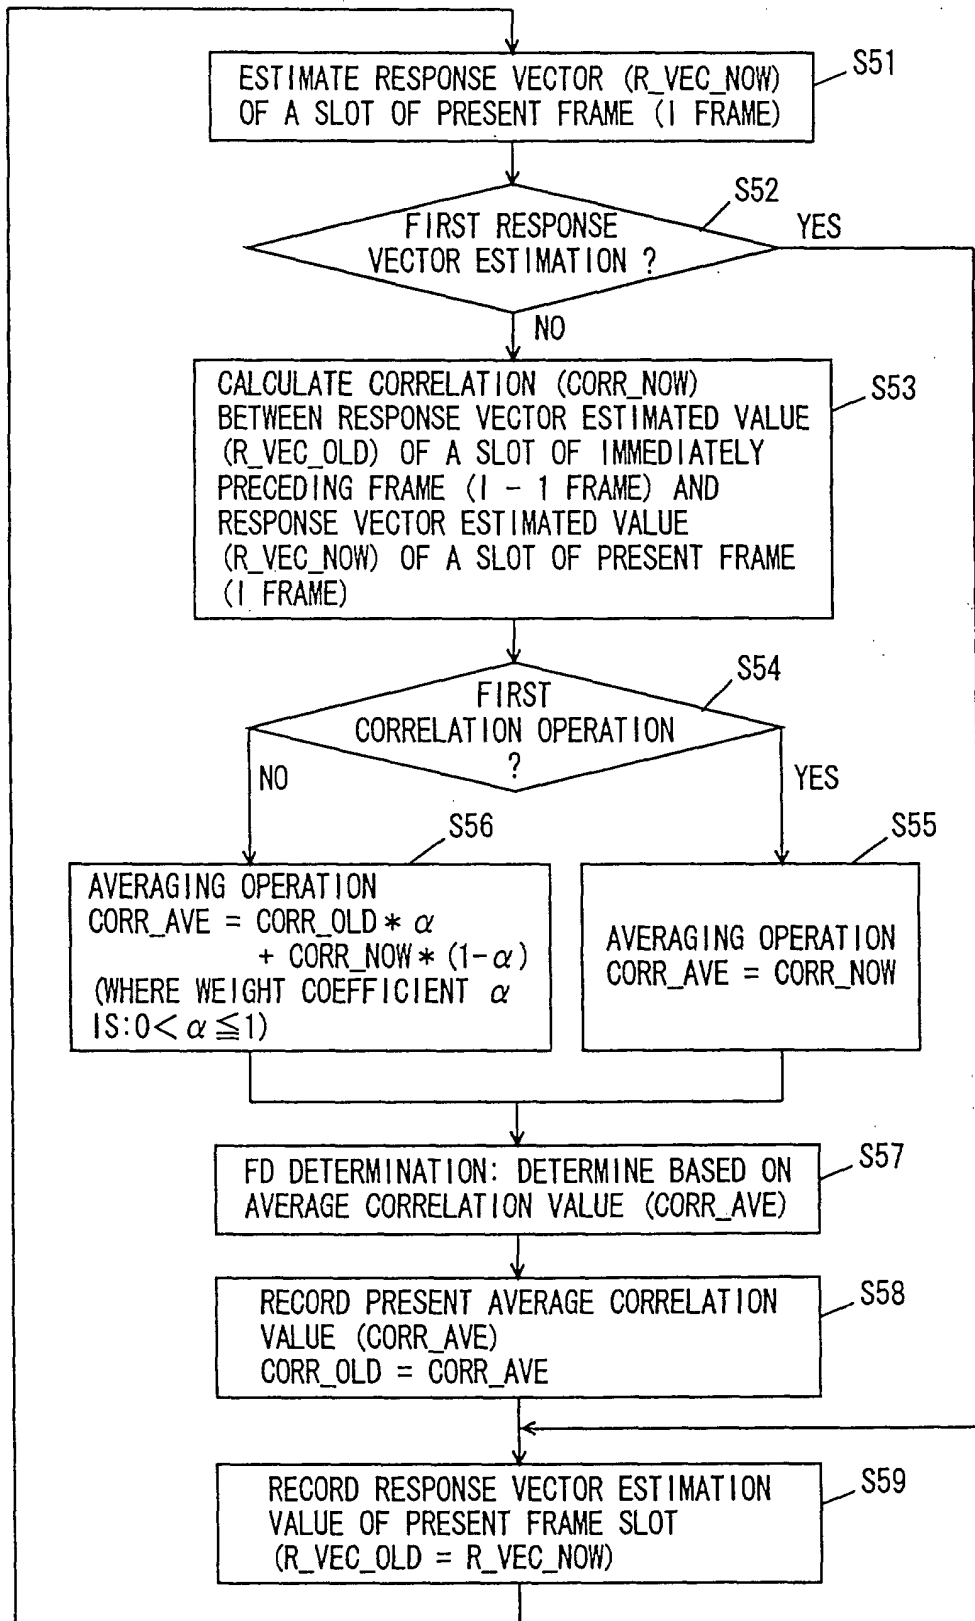 ESTIMATE RESPONSE VECTOR (R_VEC_NOW)
OF A SLOT OF PRESENT FRAME (I FRAME)
S51
FIRST RESPONSE
VECTOR ESTIMATION ?
S52
YES
NO
CALCULATE CORRELATION (CORR_NOW)
BETWEEN RESPONSE VECTOR ESTIMATED VALUE
(R_VEC_OLD) OF A SLOT OF IMMEDIATELY
PRECEDING FRAME (I - 1 FRAME) AND
RESPONSE VECTOR ESTIMATED VALUE
(R_VEC_NOW) OF A SLOT OF PRESENT FRAME
(I FRAME)
S53
FIRST
CORRELATION OPERATION
?
S54
NO
YES
S56
AVERAGING OPERATION
CORR_AVE = CORR_OLD * α
+ CORR_NOW * (1-α)
(WHERE WEIGHT COEFFICIENT α
IS:0< α ≦1)
S55
AVERAGING OPERATION
CORR_AVE = CORR_NOW
FD DETERMINATION: DETERMINE BASED ON
AVERAGE CORRELATION VALUE (CORR_AVE)
S57
RECORD PRESENT AVERAGE CORRELATION
VALUE (CORR_AVE)
CORR_OLD = CORR_AVE
S58
RECORD RESPONSE VECTOR ESTIMATION
VALUE OF PRESENT FRAME SLOT
(R_VEC_OLD = R_VEC_NOW)
S59